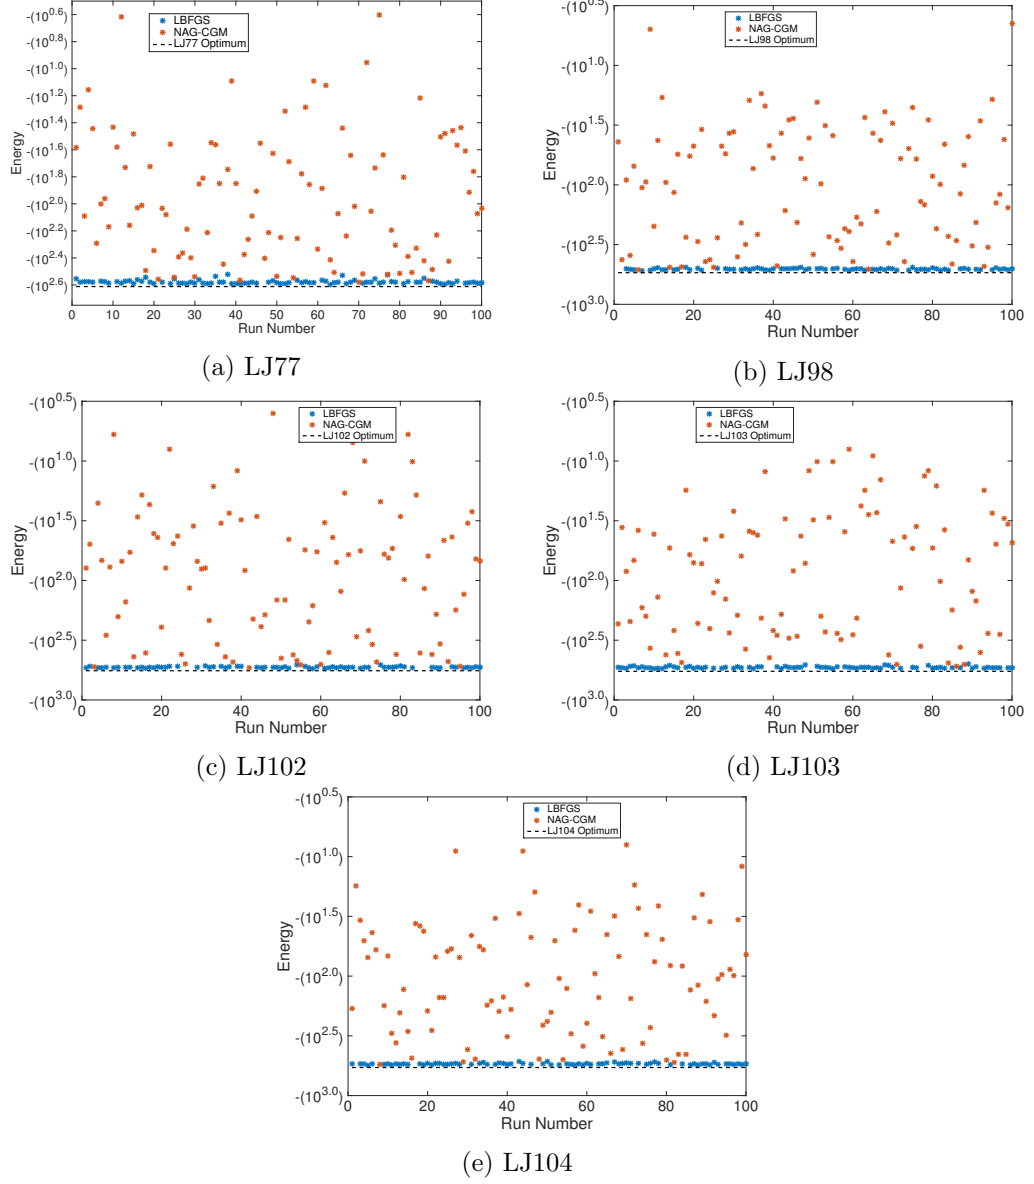 -(10^0.6)
-(10^0.8)
-(10^1.0)
-(10^1.2)
-(10^1.4)
-(10^1.6)
-(10^1.8)
-(10^2.0)
-(10^2.2)
-(10^2.4)
-(10^2.6)
Energy
LBFGS
NAG-CGM
LJ77 Optimum
0 10 20 30 40 50 60 70 80 90 100
Run Number
(a) LJ77
-(10^0.5)
-(10^1.0)
-(10^1.5)
-(10^2.0)
-(10^2.5)
-(10^3.0)
Energy
LBFGS
NAG-CGM
LJ98 Optimum
0 20 40 60 80 100
Run Number
(b) LJ98
-(10^0.5)
-(10^1.0)
-(10^1.5)
-(10^2.0)
-(10^2.5)
-(10^3.0)
Energy
LBFGS
NAG-CGM
LJ102 Optimum
0 20 40 60 80 100
Run Number
(c) LJ102
-(10^0.5)
-(10^1.0)
-(10^1.5)
-(10^2.0)
-(10^2.5)
-(10^3.0)
Energy
LBFGS
NAG-CGM
LJ103 Optimum
0 20 40 60 80 100
Run Number
(d) LJ103
-(10^0.5)
-(10^1.0)
-(10^1.5)
-(10^2.0)
-(10^2.5)
-(10^3.0)
Energy
LBFGS
NAG-CGM
LJ104 Optimum
0 20 40 60 80 100
Run Number
(e) LJ104